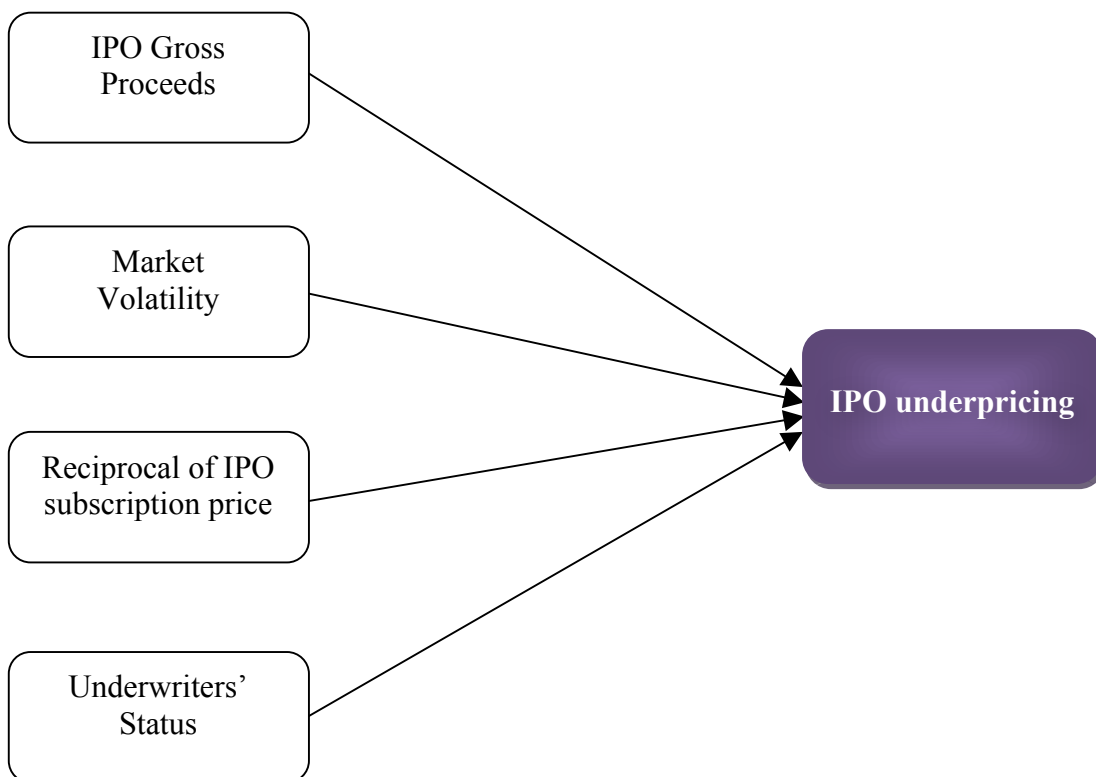 IPO Gross
Proceeds
Market
Volatility
IPO underpricing
Reciprocal of IPO
subscription price
Underwriters’
Status